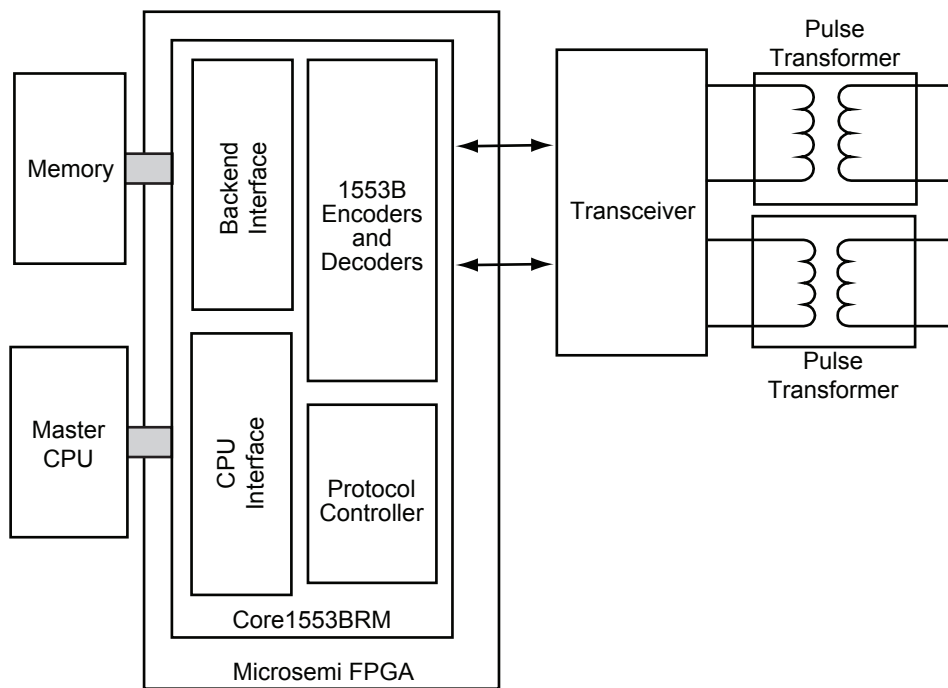 Pulse
Transformer
Memory
Backend
Interface
1553B
Encoders
and
Decoders
Transceiver
Master
CPU
CPU
Interface
Protocol
Controller
Pulse
Transformer
Core1553BRM
Microsemi FPGA